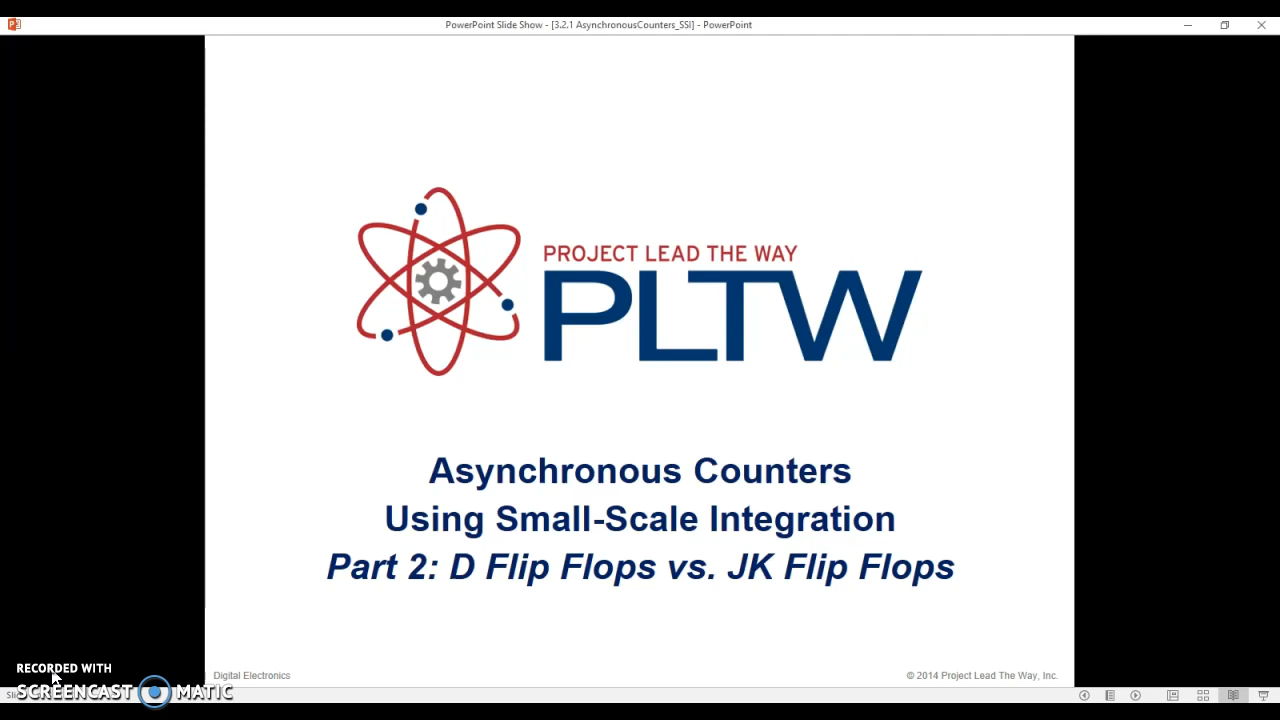 PowerPoint Slide Show - [3.2.1 AsynchronousCounters_SSI] - PowerPoint
PROJECT LEAD THE WAY
PLTW
Asynchronous Counters
Using Small-Scale Integration
Part 2: D Flip Flops vs. JK Flip Flops
Digital Electronics
© 2014 Project Lead The Way, Inc.
RECORDED WITH
SCREENCAST MATIC